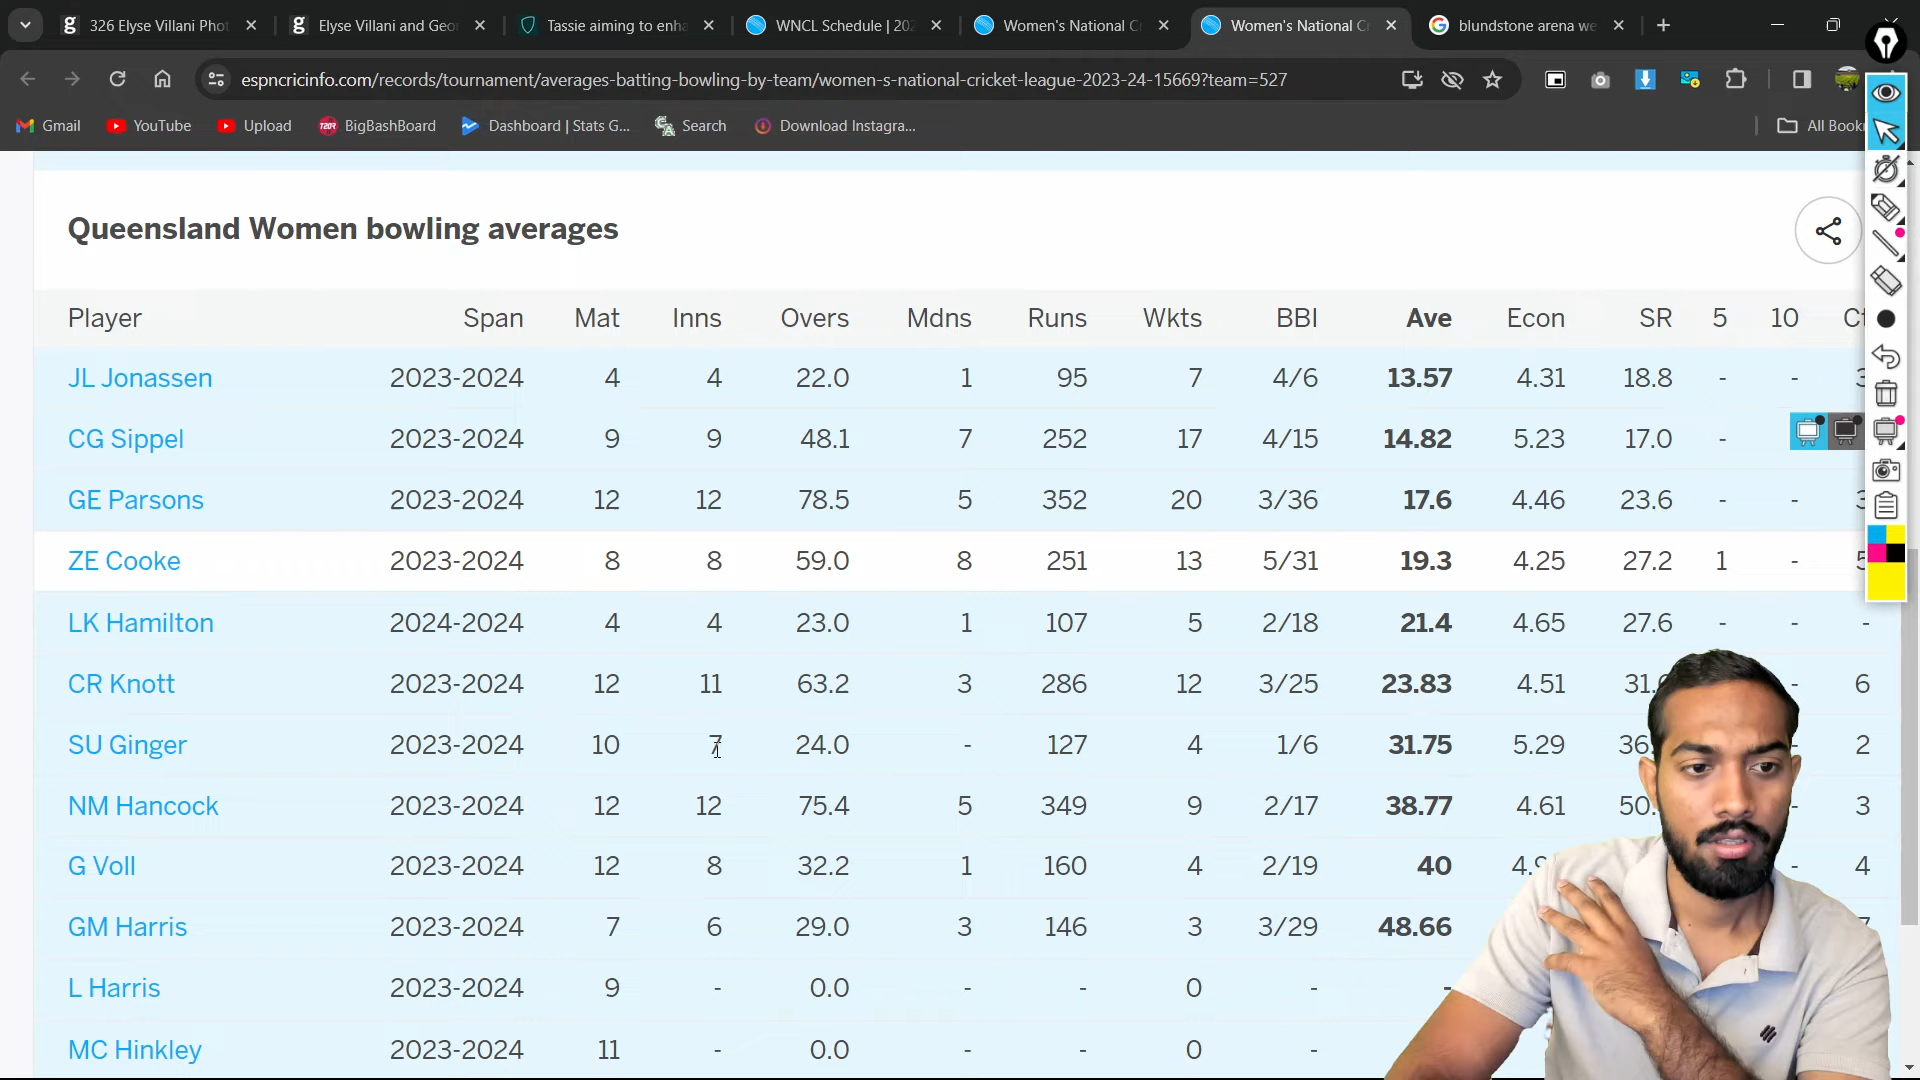 326 Elyse Villani Phot
Elyse Villani and Geor
Tassie aiming to enha
WNCL Schedule | 202
Women's National C
Women's National C
blundstone arena we
espncricinfo.com/records/tournament/averages-batting-bowling-by-team/women-s-national-cricket-league-2023-24-15669?team=527
Gmail YouTube Upload BigBashBoard Dashboard | Stats G... Search Download Instagra... All Book
Queensland Women bowling averages
Player Span Mat Inns Overs Mdns Runs Wkts BBI Ave Econ SR 5 10 Ct
JL Jonassen 2023-2024 4 4 22.0 1 95 7 4/6 13.57 4.31 18.8 - - 3
CG Sippel 2023-2024 9 9 48.1 7 252 17 4/15 14.82 5.23 17.0 -
GE Parsons 2023-2024 12 12 78.5 5 352 20 3/36 17.6 4.46 23.6 - - 3
ZE Cooke 2023-2024 8 8 59.0 8 251 13 5/31 19.3 4.25 27.2 1 - 5
LK Hamilton 2024-2024 4 4 23.0 1 107 5 2/18 21.4 4.65 27.6 - - -
CR Knott 2023-2024 12 11 63.2 3 286 12 3/25 23.83 4.51 31. - 6
SU Ginger 2023-2024 10 7 24.0 - 127 4 1/6 31.75 5.29 36. - 2
NM Hancock 2023-2024 12 12 75.4 5 349 9 2/17 38.77 4.61 50. - 3
G Voll 2023-2024 12 8 32.2 1 160 4 2/19 40 4.9 - 4
GM Harris 2023-2024 7 6 29.0 3 146 3 3/29 48.66 7
L Harris 2023-2024 9 - 0.0 - - 0 - -
MC Hinkley 2023-2024 11 - 0.0 - - 0 -